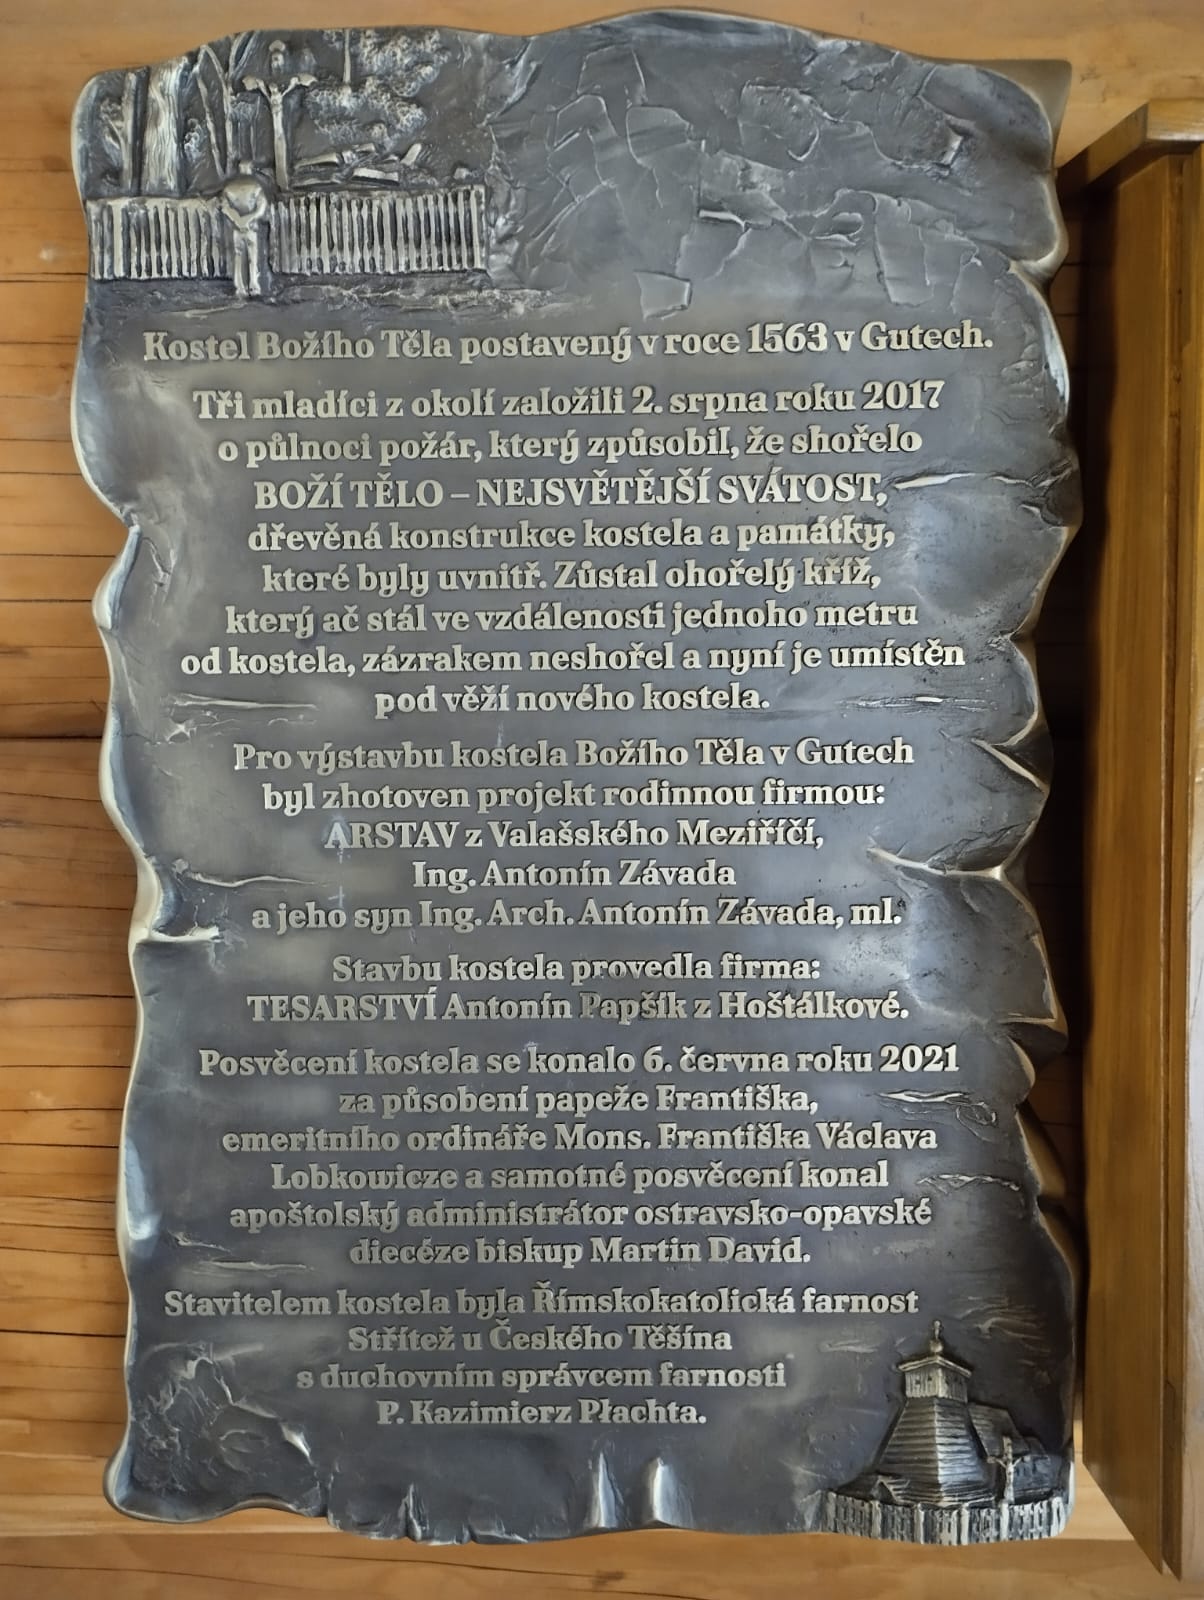 Kostel Božího Těla postavený v roce 1563 v Gutech.
Tři mladíci z okolí založili 2. srpna roku 2017
o půlnoci požár, který způsobil, že shořelo
BOŽÍ TĚLO – NEJSVĚTĚJŠÍ SVÁTOST,
dřevěná konstrukce kostela a památky,
které byly uvnitř. Zůstal ohořelý kříž,
který ač stál ve vzdálenosti jednoho metru
od kostela, zázrakem neshořel a nyní je umístěn
pod věží nového kostela.
Pro výstavbu kostela Božího Těla v Gutech
byl zhotoven projekt rodinnou firmou:
ARSTAV z Valašského Meziříčí,
Ing. Antonín Závada
a jeho syn Ing. Arch. Antonín Závada, ml.
Stavbu kostela provedla firma:
TESARSTVÍ Antonín Papšík z Hoštálkové.
Posvěcení kostela se konalo 6. června roku 2021
za působení papeže Františka,
emeritního ordináře Mons. Františka Václava
Lobkowicze a samotné posvěcení konal
apoštolský administrátor ostravsko-opavské
diecéze biskup Martin David.
Stavitelem kostela byla Římskokatolická farnost
Střítež u Českého Těšína
s duchovním správcem farnosti
P. Kazimierz Płachta.